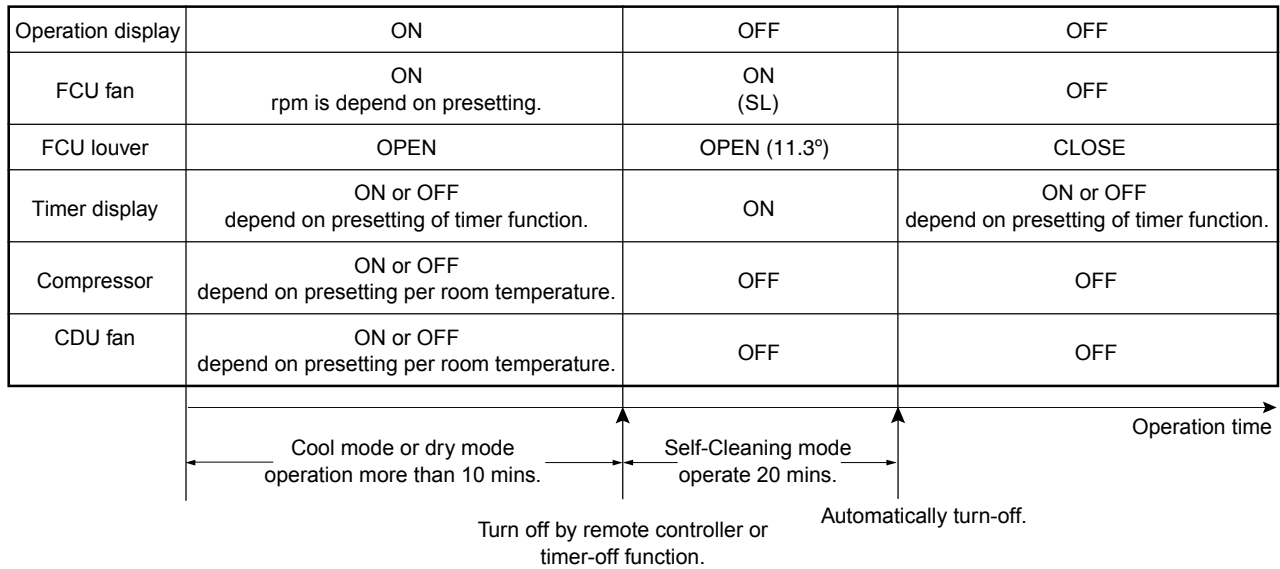 Operation display
ON
OFF
OFF
FCU fan
ON
rpm is depend on presetting.
ON
(SL)
OFF
FCU louver
OPEN
OPEN (11.3º)
CLOSE
Timer display
ON or OFF
depend on presetting of timer function.
ON
ON or OFF
depend on presetting of timer function.
Compressor
ON or OFF
depend on presetting per room temperature.
OFF
OFF
CDU fan
ON or OFF
depend on presetting per room temperature.
OFF
OFF
Operation time
Cool mode or dry mode
operation more than 10 mins.
Self-Cleaning mode
operate 20 mins.
Turn off by remote controller or
timer-off function.
Automatically turn-off.